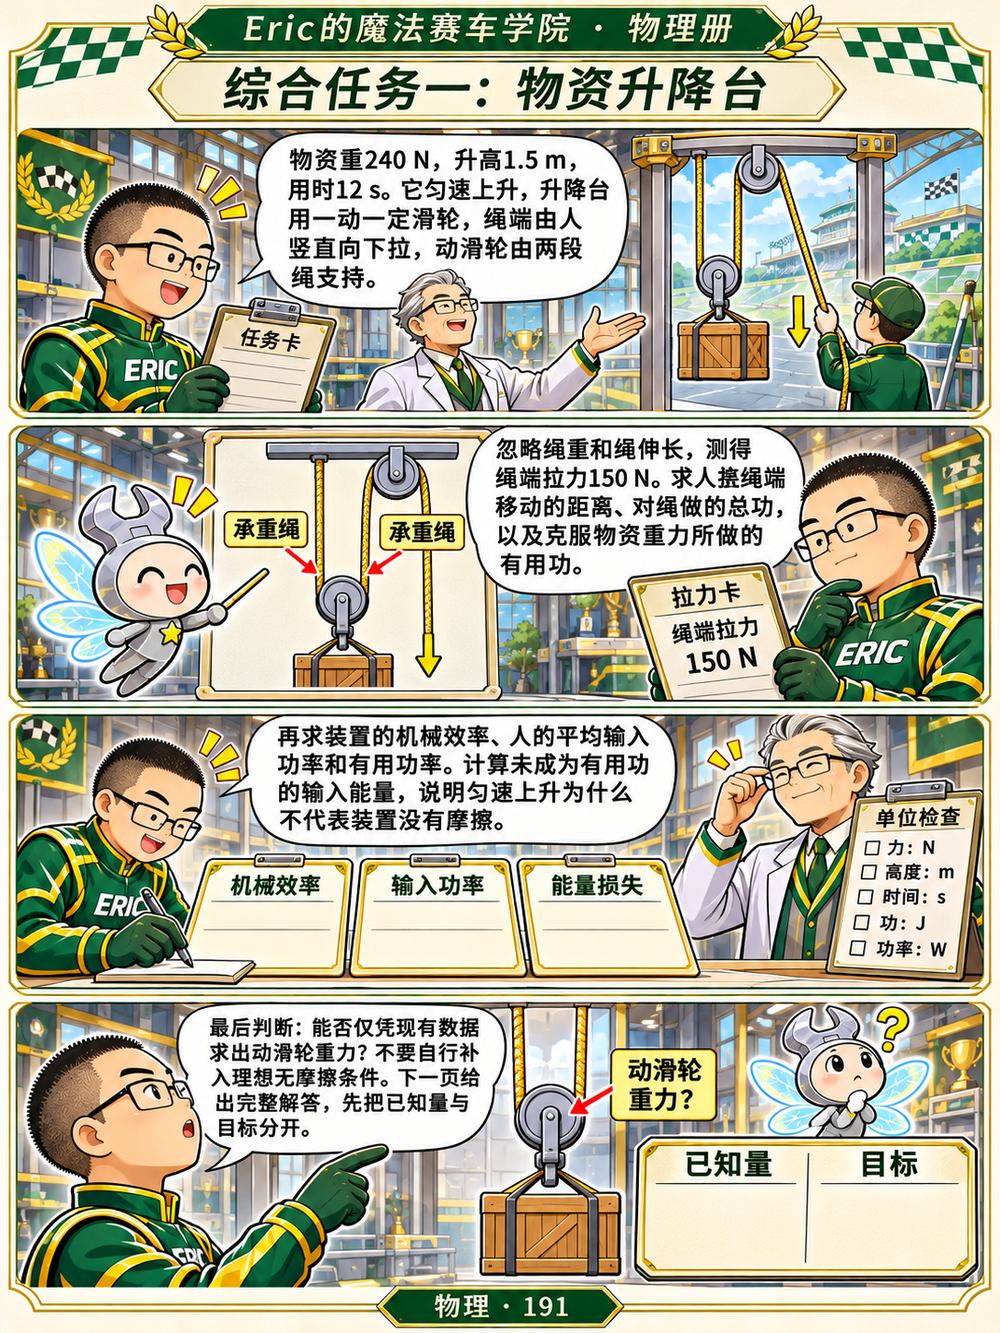 Eric的魔法赛车学院 · 物理册
综合任务一：物资升降台
物资重240 N，升高1.5 m，
用时12 s。它匀速上升，升降台
用一动一定滑轮，绳端由人
竖直向下拉，动滑轮由两段
绳支持。
任务卡
ERIC
承重绳
承重绳
忽略绳重和绳伸长，测得
绳端拉力150 N。求人
绳端
移动的距离、对绳做的总功，
以及克服物资重力所做的
有用功。
拉力卡
绳端拉力
150 N
ERIC
再求装置的机械效率、人的平均输入
功率和有用功率。计算未成为有用功
的输入能量，说明匀速上升为什么
不代表装置没有摩擦。
ERIC
机械效率
输入功率
能量损失
单位检查
力：N
高度：m
时间：s
功：J
功率：W
最后判断：能否仅凭现有数据
求出动滑轮重力？不要自行补
入理想无摩擦条件。下一页给
出完整解答，先把已知量与
目标分开。
ERIC
动滑轮
重力？
已知量
目标
物理 · 191